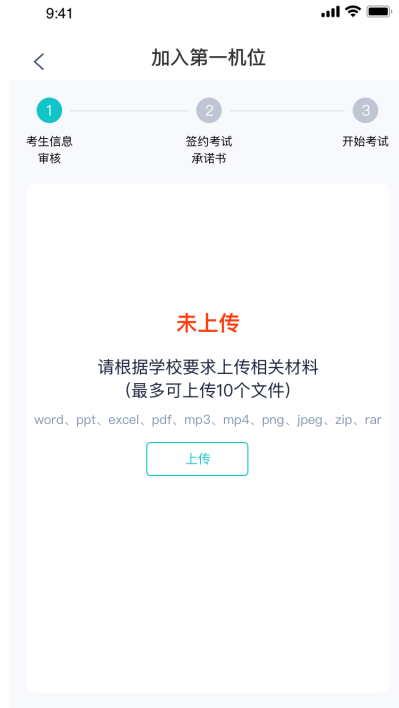 9:41
加入第一机位
1
2
3
考生信息
审核
签约考试
承诺书
开始考试
未上传
请根据学校要求上传相关材料
（最多可上传10个文件）
word、ppt、excel、pdf、mp3、mp4、png、jpeg、zip、rar
上传